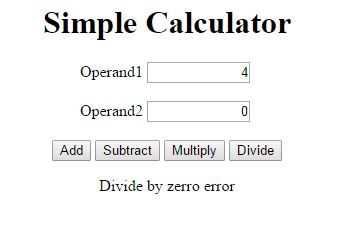 Simple Calculator
Operand1 4
Operand2 0
Add Subtract Multiply Divide
Divide by zerro error